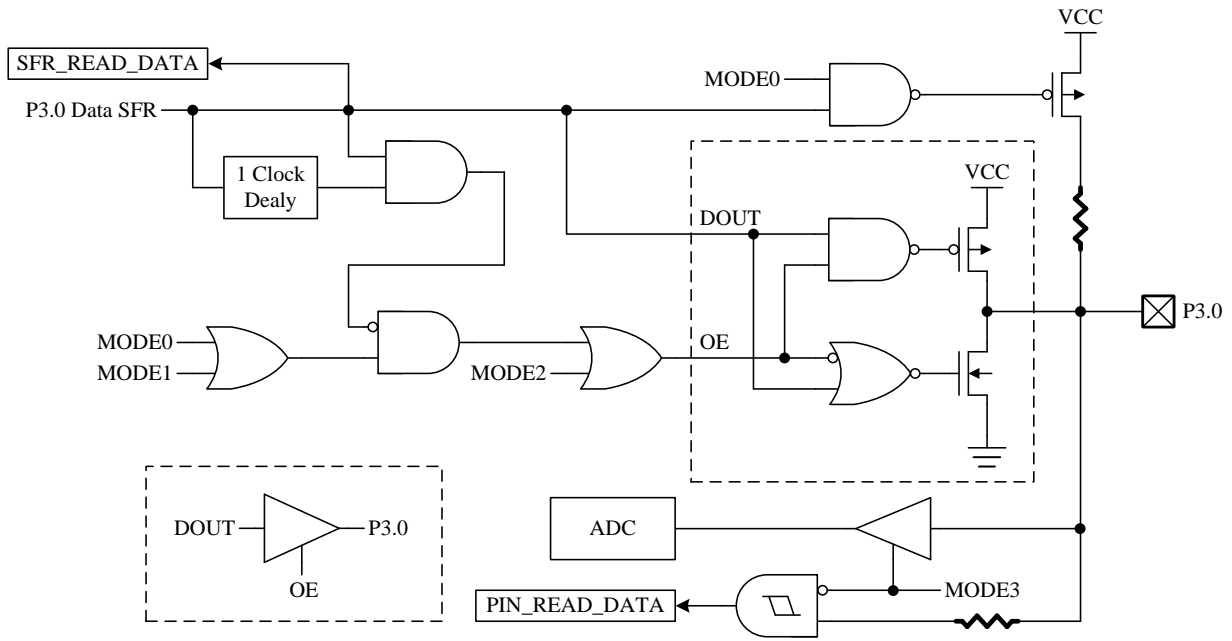 VCC
SFR_READ_DATA
MODE0
P3.0 Data SFR
1 Clock
Dealy
VCC
DOUT
P3.0
MODE0
MODE1
MODE2
OE
DOUT
P3.0
OE
ADC
MODE3
PIN_READ_DATA